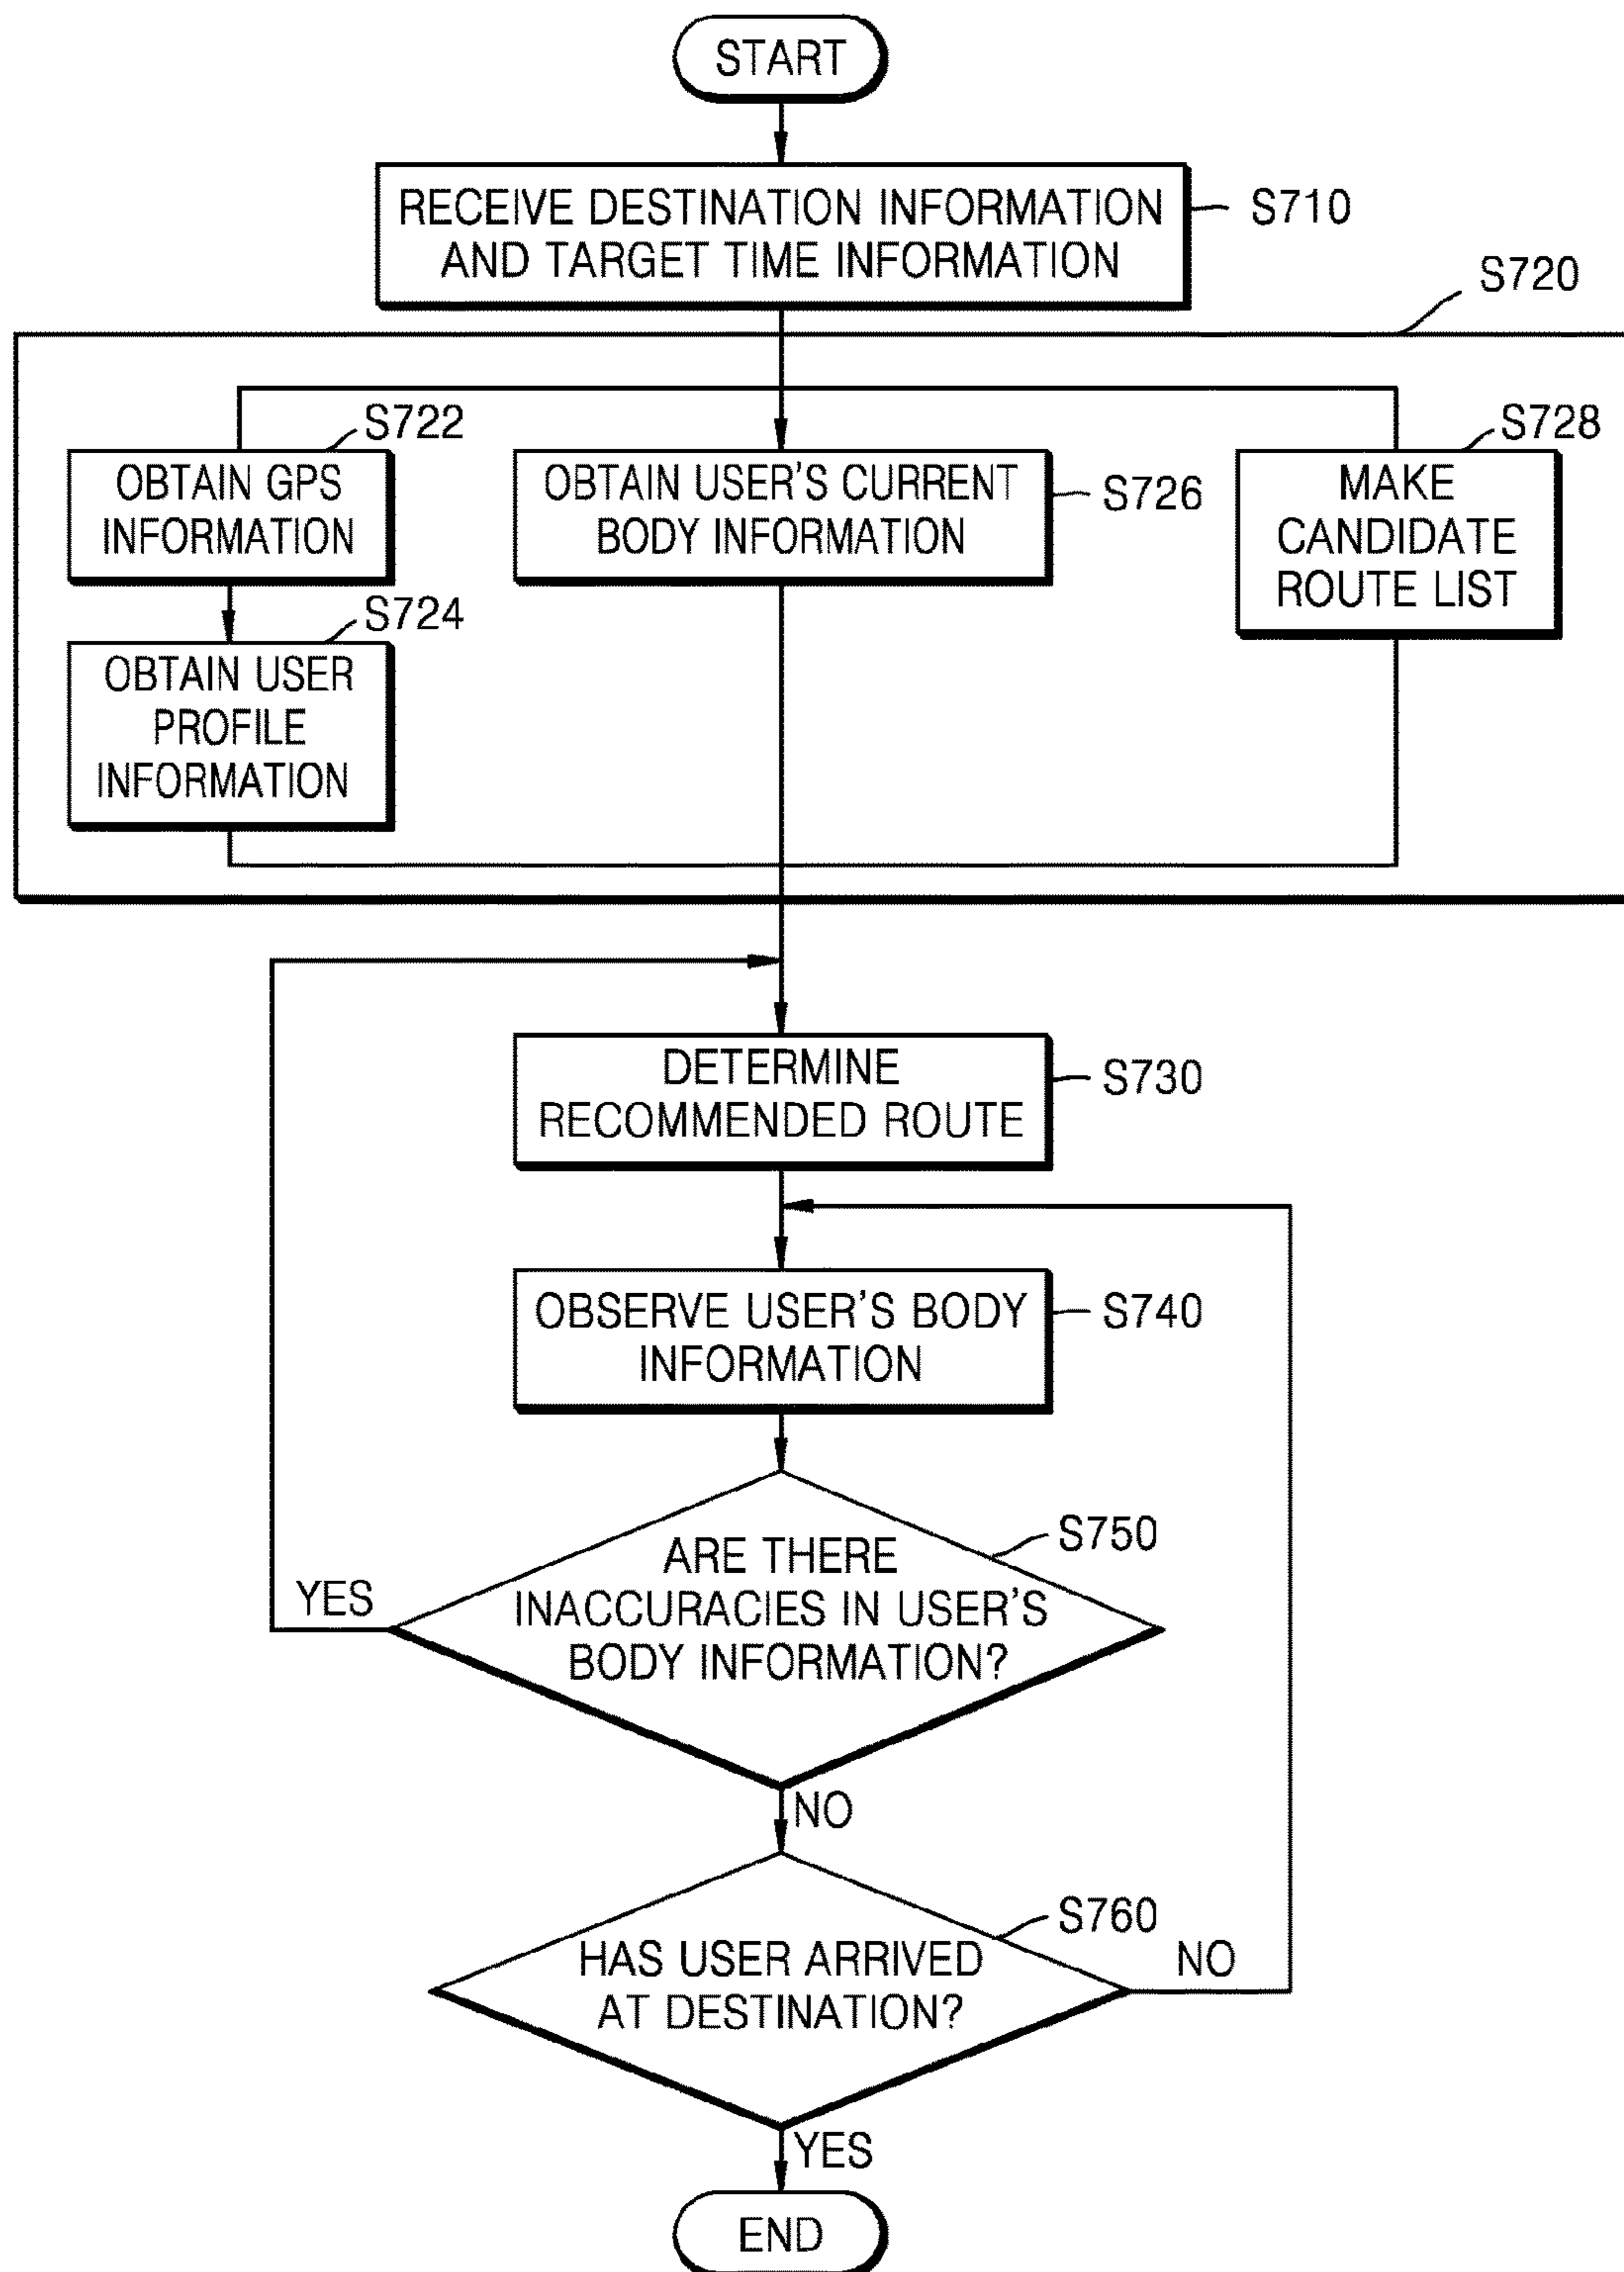 START
RECEIVE DESTINATION INFORMATION
AND TARGET TIME INFORMATION
S710
S720
S722
OBTAIN GPS
INFORMATION
S724
OBTAIN USER
PROFILE
INFORMATION
OBTAIN USER'S CURRENT
BODY INFORMATION
S726
S728
MAKE
CANDIDATE
ROUTE LIST
DETERMINE
RECOMMENDED ROUTE
S730
OBSERVE USER'S BODY
INFORMATION
S740
S750
ARE THERE
INACCURACIES IN USER'S
BODY INFORMATION?
YES
NO
S760
HAS USER ARRIVED
AT DESTINATION?
NO
YES
END